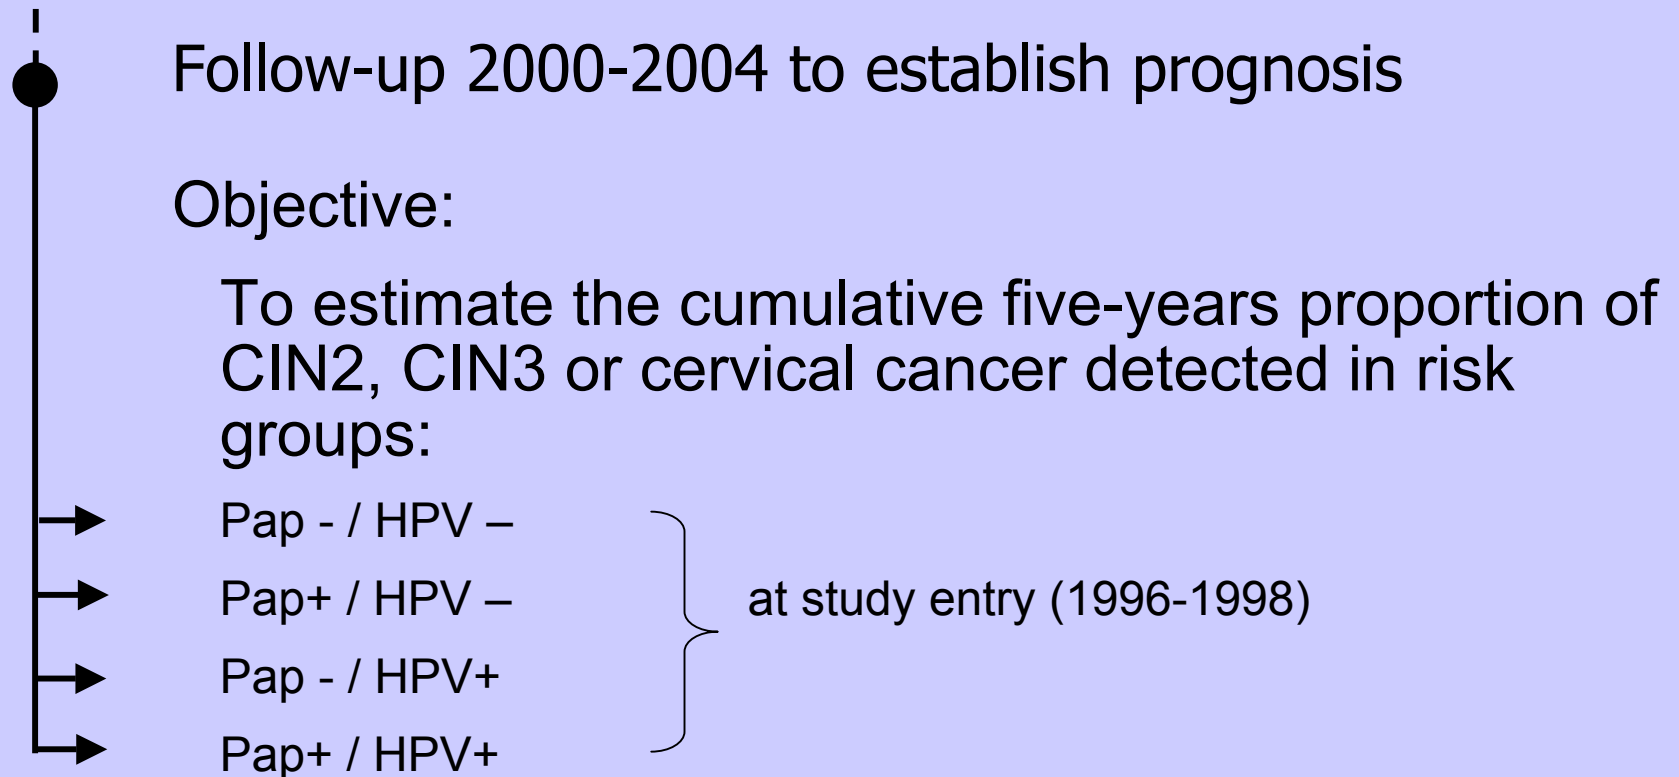 Follow-up 2000-2004 to establish prognosis
Objective:
To estimate the cumulative five-years proportion of
CIN2, CIN3 or cervical cancer detected in risk
groups:
Pap - / HPV –
Pap+ / HPV –
at study entry (1996-1998)
Pap - / HPV+
Pap+ / HPV+